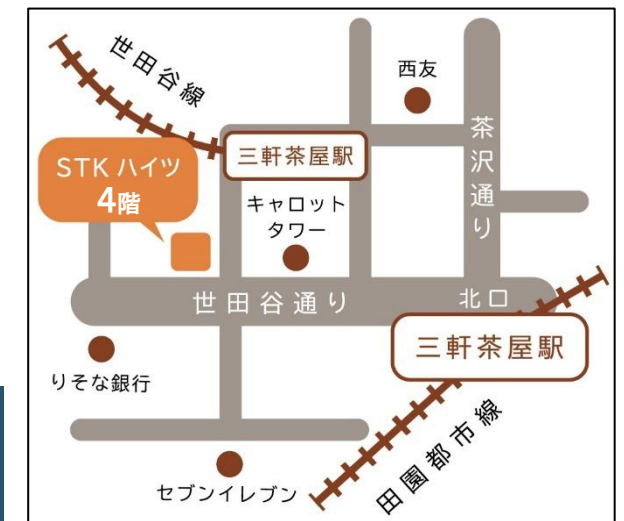 世田谷線
西友
茶沢通り
三軒茶屋駅
STK ハイツ
4階
キャロット
タワー
世田谷通り
北口
三軒茶屋駅
りそな銀行
田園都市線
セブンイレブン